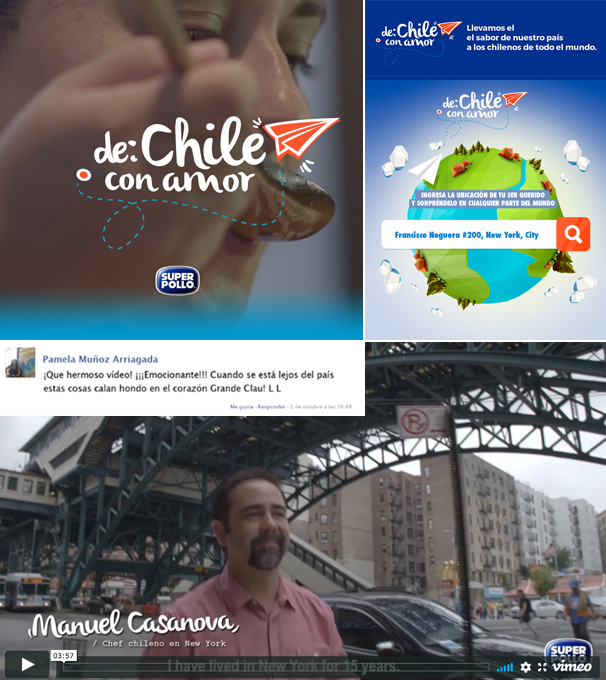 de: Chile
con amor
SUPER
POLLO
de: Chile
con amor
Llevamos el
el sabor de nuestro país
a los chilenos de todo el mundo.
de: Chile
con amor
INGRESA LA UBICACIÓN DE TU SER QUERIDO
Y SORPRÉNDELO EN CUALQUIER PARTE DEL MUNDO
Francisco Noguera #200, New York, City
Pamela Muñoz Arriagada
¡Que hermoso vídeo! ¡¡¡Emocionante!!! Cuando se está lejos del país
estas cosas calan hondo en el corazón Grande Clau! L L
Me gusta · Responder · 1 de octubre a las 16:48
Manuel Casanova,
/ Chef chileno en New York
SUPER
POLLO
03:57
I have lived in New York for 15 years.
vimeo